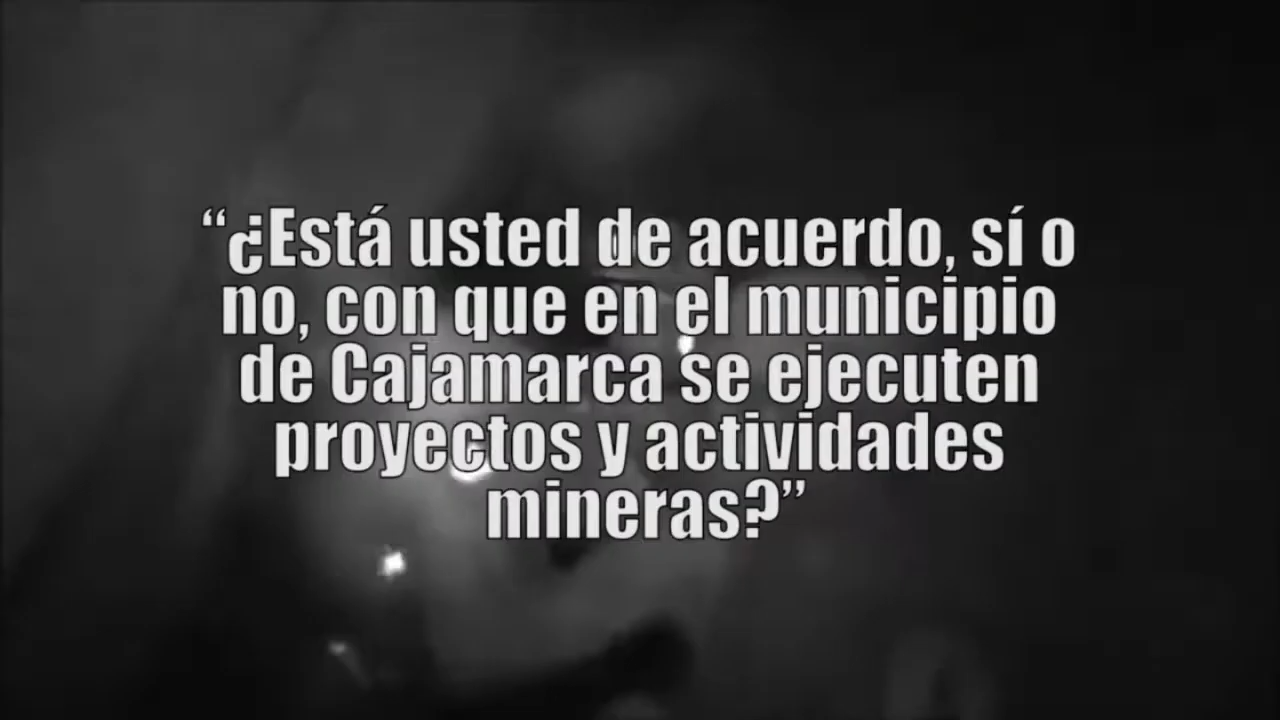 “¿Está usted de acuerdo, sí o
no, con que en el municipio
de Cajamarca se ejecuten
proyectos y actividades
mineras?”